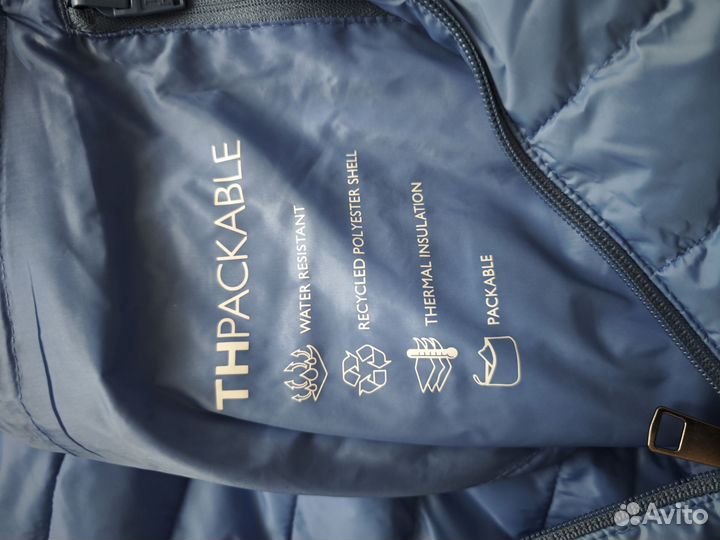 THPACKABLE
WATER RESISTANT
RECYCLED POLYESTER SHELL
THERMAL INSULATION
PACKABLE
Avito